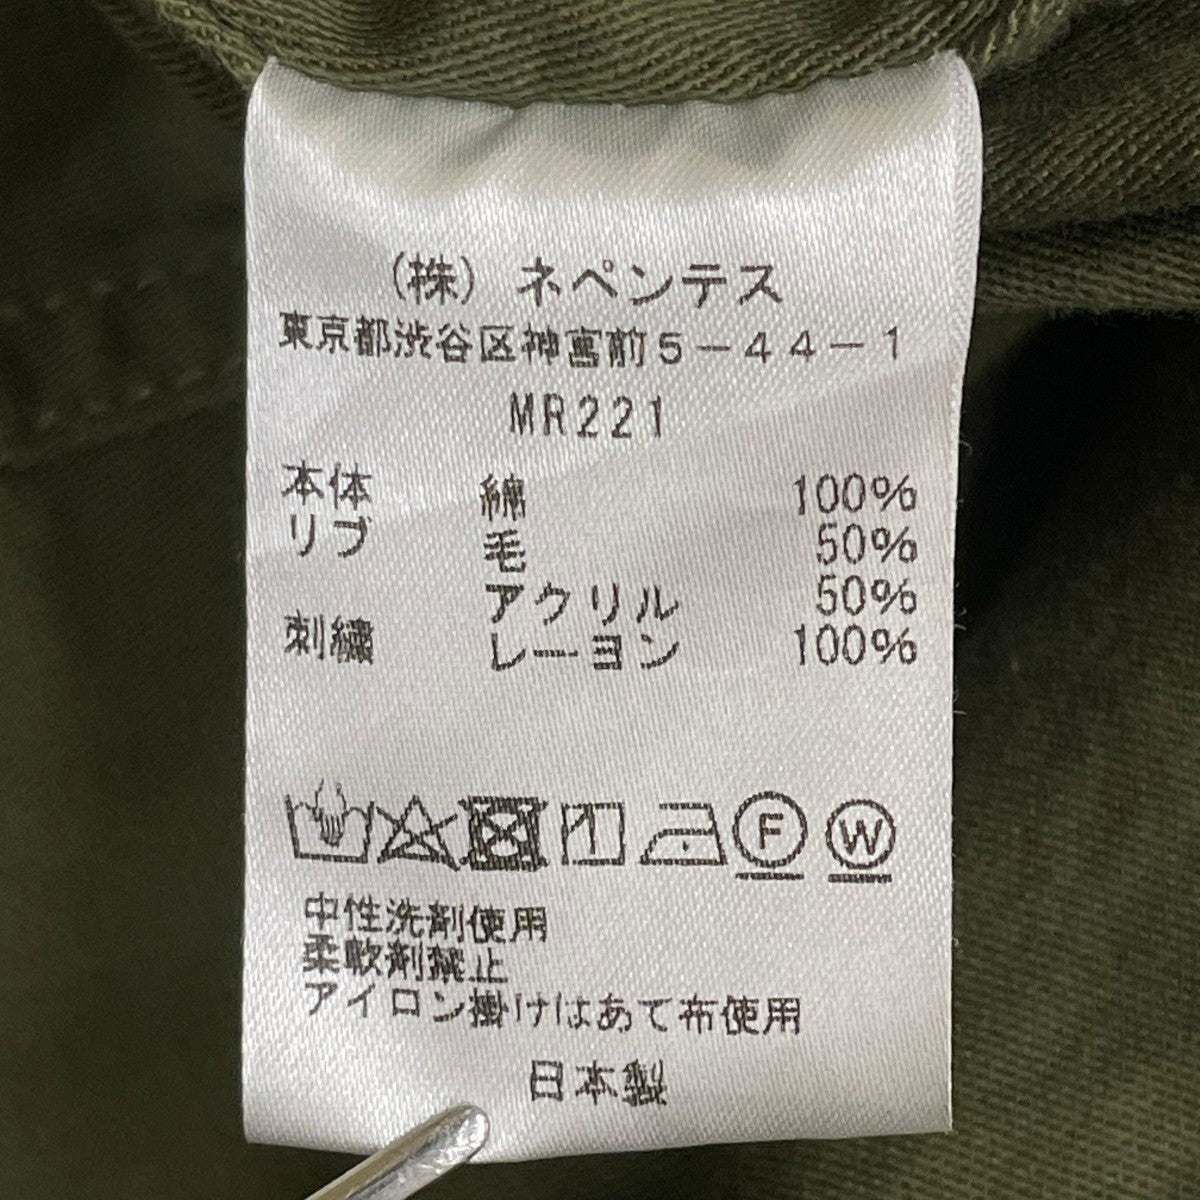 (株) ネペンテス
東京都渋谷区神宮前5-44-1
MR221
本体 綿 100%
リブ 毛 50%
アクリル 50%
刺繍 レーヨン 100%
F W
中性洗剤使用
柔軟剤禁止
アイロン掛けはあて布使用
日本製